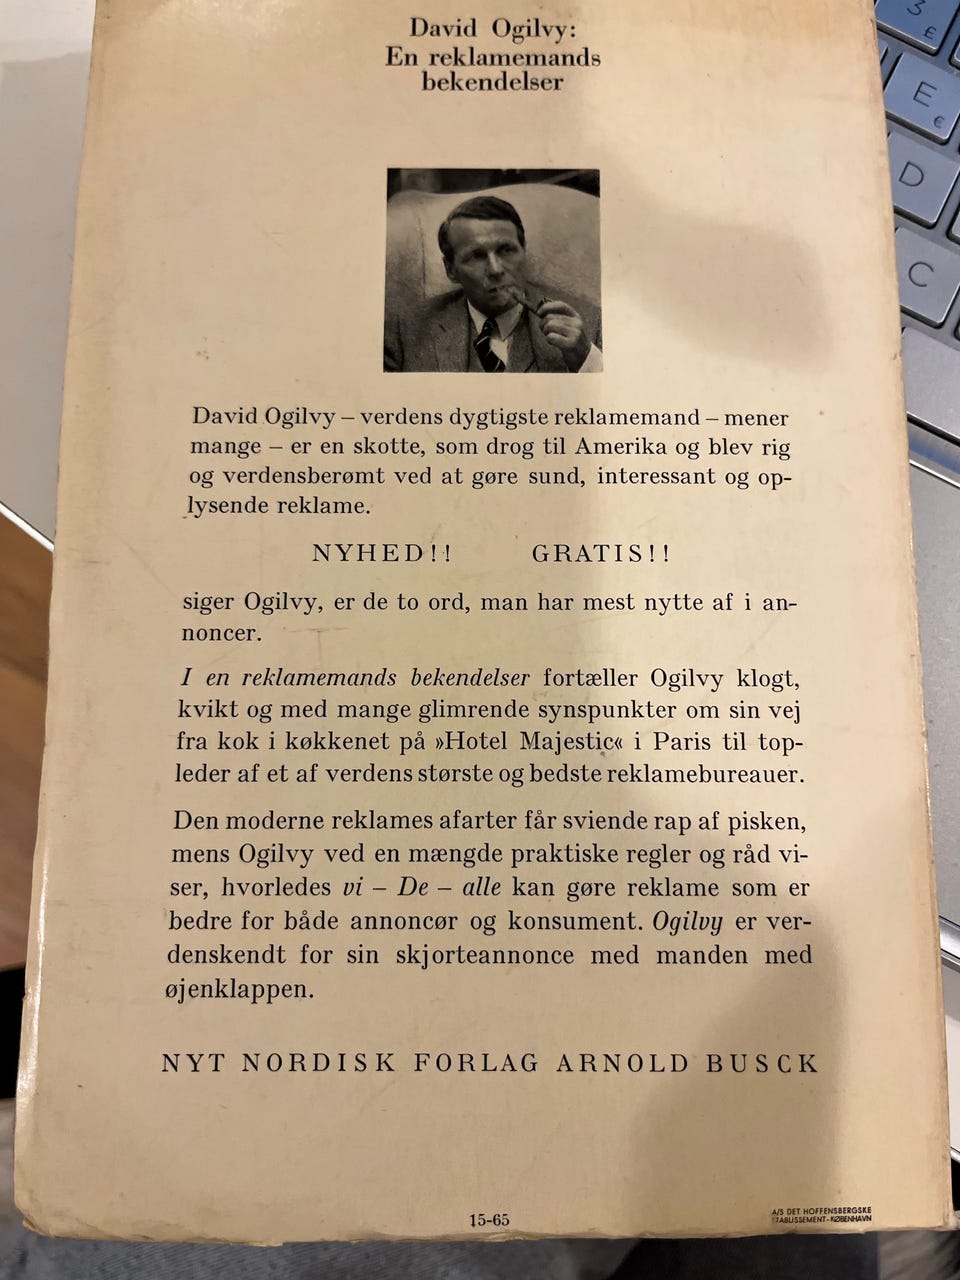 David Ogilvy:
En reklamemands
bekendelser
David Ogilvy – verdens dygtigste reklamemand – mener
mange – er en skotte, som drog til Amerika og blev rig
og verdensberømt ved at gøre sund, interessant og op-
lysende reklame.
NYHED!! GRATIS!!
siger Ogilvy, er de to ord, man har mest nytte af i an-
noncer.
I en reklamemands bekendelser fortæller Ogilvy klogt,
kvikt og med mange glimrende synspunkter om sin vej
fra kok i køkkenet på »Hotel Majestic« i Paris til top-
leder af et af verdens største og bedste reklamebureauer.
Den moderne reklames afarter får sviende rap af pisken,
mens Ogilvy ved en mængde praktiske regler og råd vi-
ser, hvorledes vi – De – alle kan gøre reklame som er
bedre for både annoncør og konsument. Ogilvy er ver-
denskendt for sin skjorteannonce med manden med
øjenklappen.
NYT NORDISK FORLAG ARNOLD BUSCK
15-65
A/S DET HOFFENSBERGSKE
ETABLISSEMENT-KØBENHAVN
3
£
E
€
D
C